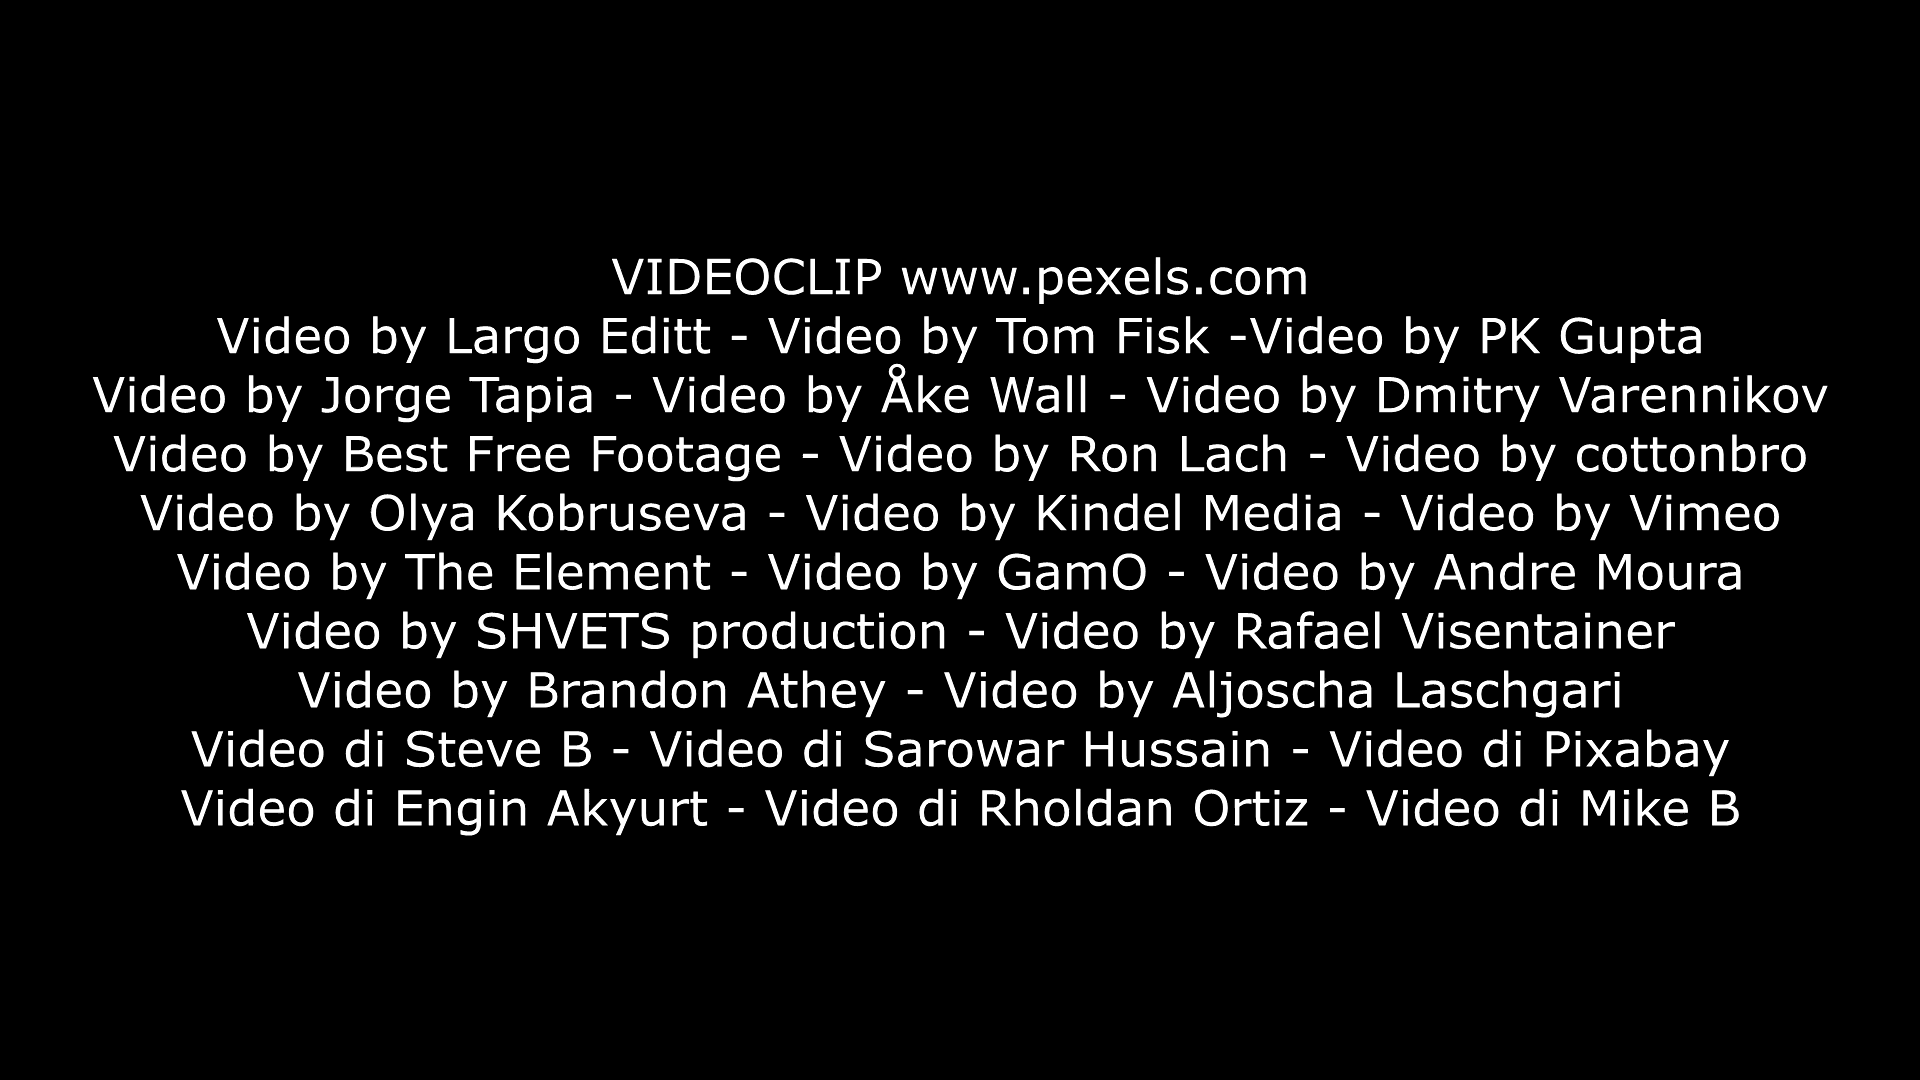 VIDEOCLIP www.pexels.com
Video by Largo Editt - Video by Tom Fisk -Video by PK Gupta
Video by Jorge Tapia - Video by Åke Wall - Video by Dmitry Varennikov
Video by Best Free Footage - Video by Ron Lach - Video by cottonbro
Video by Olya Kobruseva - Video by Kindel Media - Video by Vimeo
Video by The Element - Video by GamO - Video by Andre Moura
Video by SHVETS production - Video by Rafael Visentainer
Video by Brandon Athey - Video by Aljoscha Laschgari
Video di Steve B - Video di Sarowar Hussain - Video di Pixabay
Video di Engin Akyurt - Video di Rholdan Ortiz - Video di Mike B